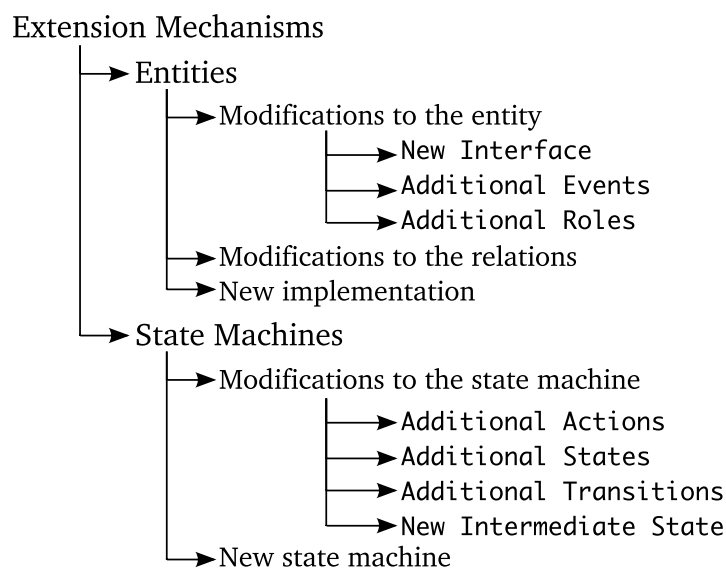 Extension Mechanisms
Entities
Modifications to the entity
New Interface
Additional Events
Additional Roles
Modifications to the relations
New implementation
State Machines
Modifications to the state machine
Additional Actions
Additional States
Additional Transitions
New Intermediate State
New state machine